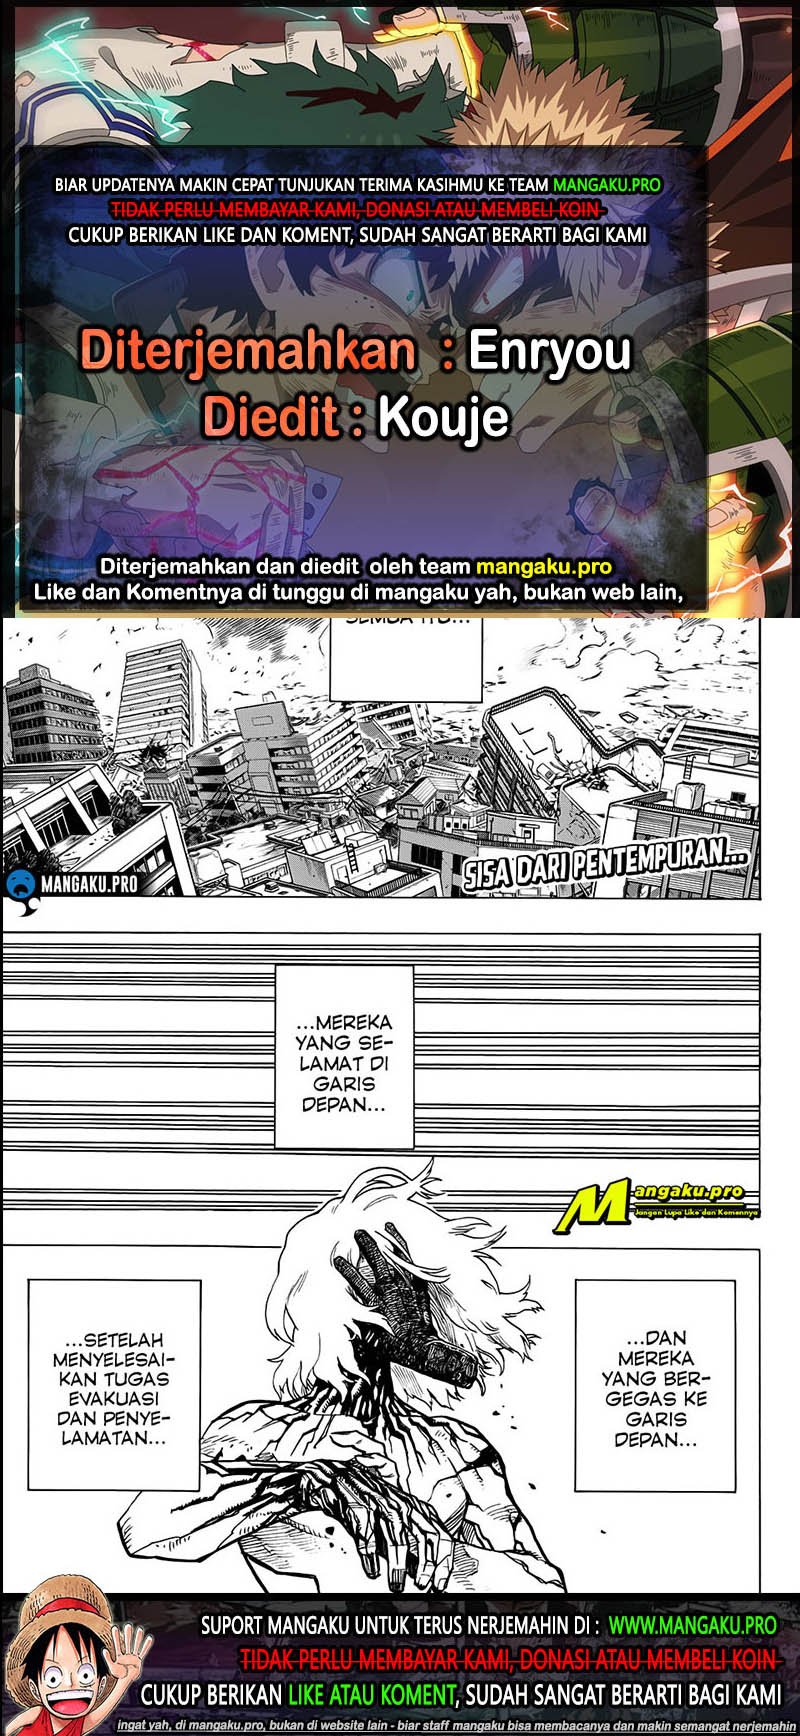 BIAR UPDATENYA MAKIN CEPAT TUNJUKAN TERIMA KASIHMU KE TEAM MANGAKU.PRO
TIDAK PERLU MEMBAYAR KAMI, DONASI ATAU MEMBELI KOIN
CUKUP BERIKAN LIKE DAN KOMENT, SUDAH SANGAT BERARTI BAGI KAMI
Diterjemahkan : Enryou
Diedit : Kouje
Diterjemahkan dan diedit oleh team mangaku.pro
Like dan Komentnya di tunggu di mangaku yah, bukan web lain,
SISA DARI PENTEMPURAN...
MANGAKU.PRO
...MEREKA
YANG SE-
LAMAT DI
GARIS
DEPAN...
Mangaku.pro
Jangan Lupa Like dan Komennya
...SETELAH
MENYELESAI-
KAN TUGAS
EVAKUASI
DAN PENYE-
LAMATAN...
...DAN
MEREKA
YANG BER-
GEGAS KE
GARIS
DEPAN...
SUPORT MANGAKU UNTUK TERUS NERJEMAHIN DI : WWW.MANGAKU.PRO
TIDAK PERLU MEMBAYAR KAMI, DONASI ATAU MEMBELI KOIN
CUKUP BERIKAN LIKE ATAU KOMENT, SUDAH SANGAT BERARTI BAGI KAMI
ingat yah, di mangaku.pro, bukan di website lain - biar staff mangaku bisa membacanya dan makin semangat nerjemahin